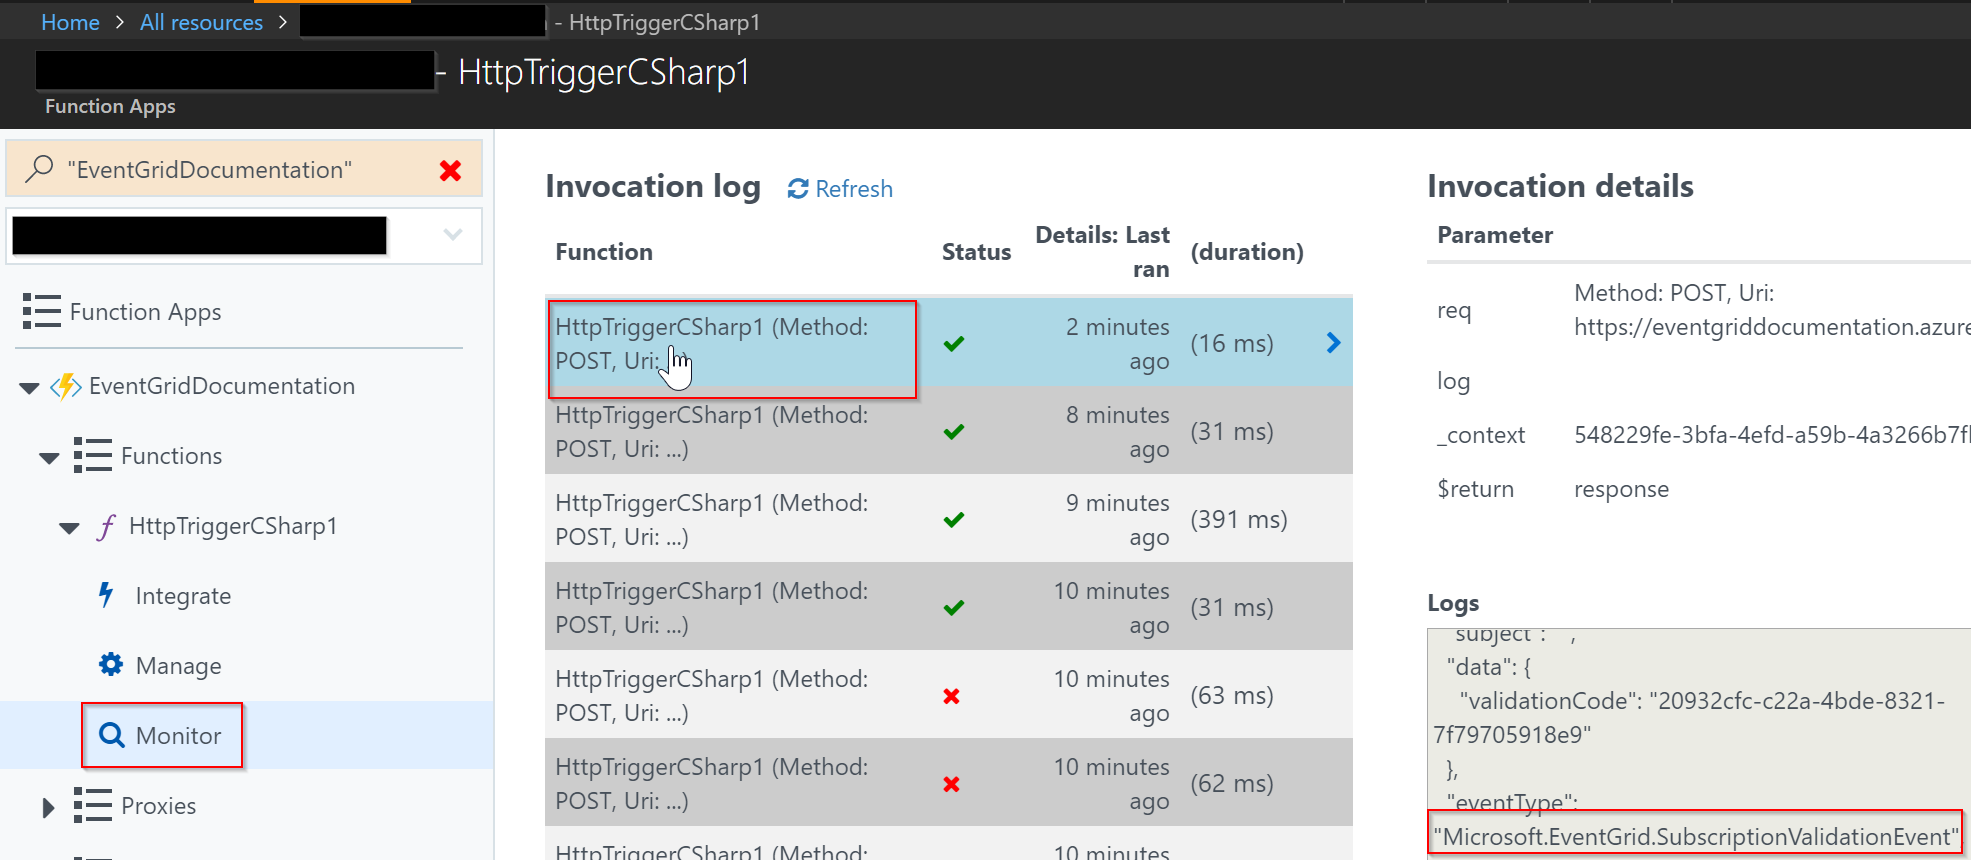 Home > All resources > - HttpTriggerCSharp1
- HttpTriggerCSharp1
Function Apps
"EventGridDocumentation"
Function Apps
EventGridDocumentation
Functions
HttpTriggerCSharp1
Integrate
Manage
Monitor
Proxies
Invocation log
Refresh
Function Status Details: Last ran (duration)
HttpTriggerCSharp1 (Method: 2 minutes
POST, Uri: ago (16 ms)
HttpTriggerCSharp1 (Method: 8 minutes
POST, Uri: ...) ago (31 ms)
HttpTriggerCSharp1 (Method: 9 minutes
POST, Uri: ...) ago (391 ms)
HttpTriggerCSharp1 (Method: 10 minutes
POST, Uri: ...) ago (31 ms)
HttpTriggerCSharp1 (Method: 10 minutes
POST, Uri: ...) ago (63 ms)
HttpTriggerCSharp1 (Method: 10 minutes
POST, Uri: ...) ago (62 ms)
HttpTriggerCSharp1 (Method: 10 minutes
Invocation details
Parameter
req Method: POST, Uri:
https://eventgriddocumentation.azure
log
_context 548229fe-3bfa-4efd-a59b-4a3266b7f
$return response
Logs
"subject": "",
"data": {
"validationCode": "20932cfc-c22a-4bde-8321-
7f79705918e9"
},
"eventType":
"Microsoft.EventGrid.SubscriptionValidationEvent"